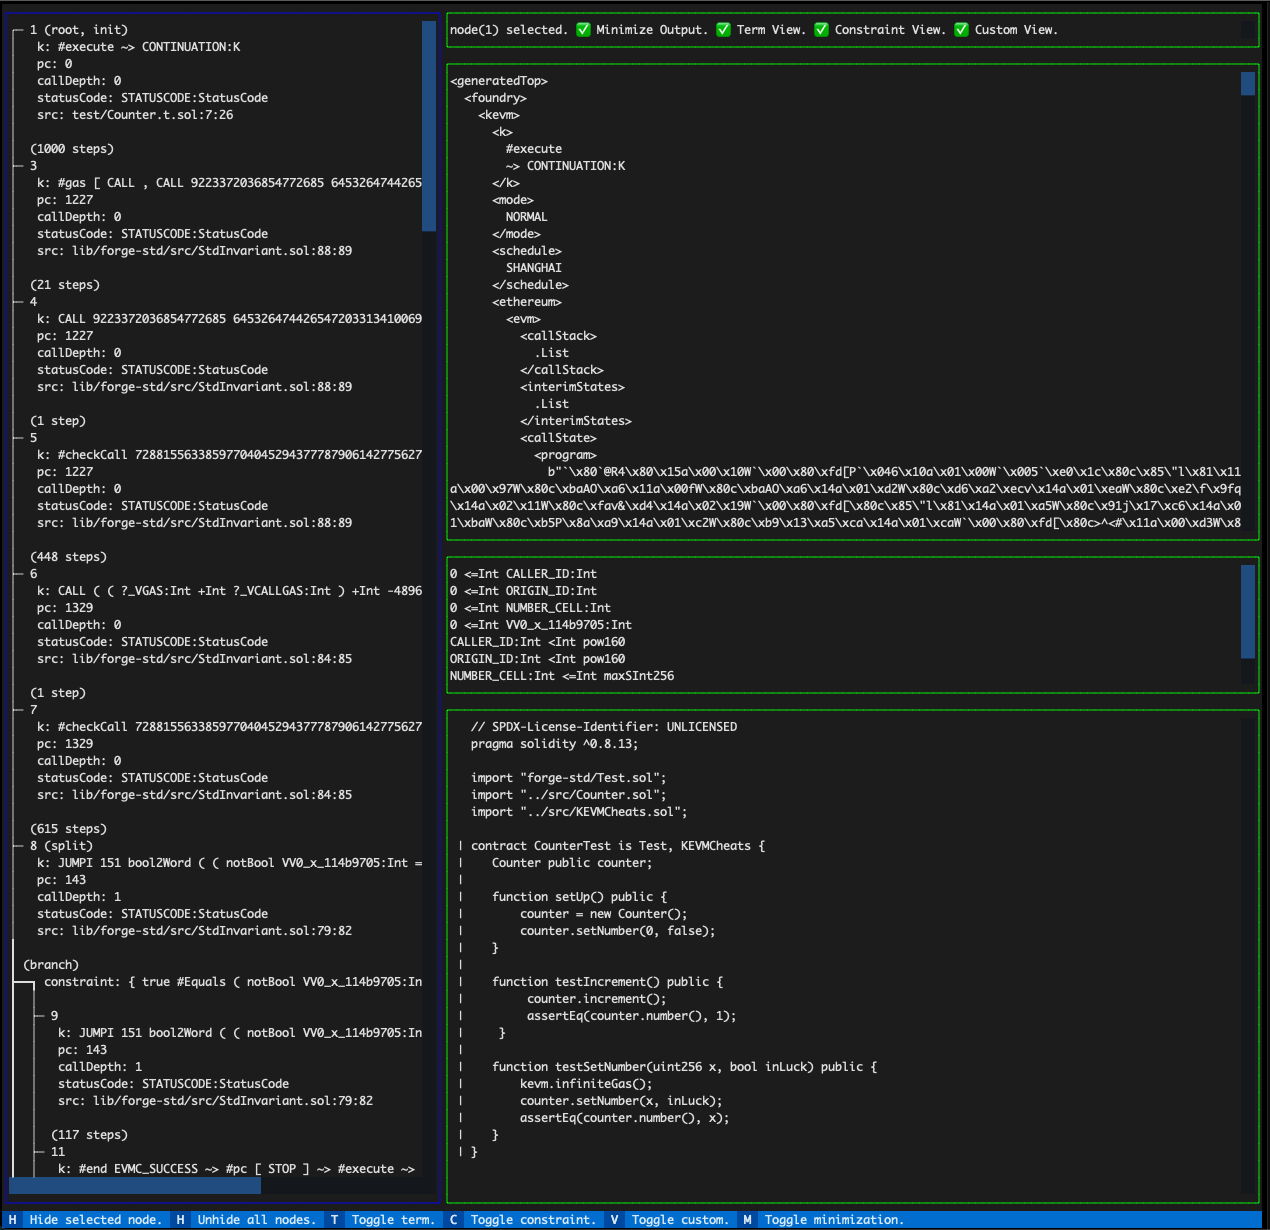 1 (root, init)
k: #execute ~> CONTINUATION:K
pc: 0
callDepth: 0
statusCode: STATUSCODE:StatusCode
src: test/Counter.t.sol:7:26
(1000 steps)
3
k: #gas [ CALL , CALL 9223372036854772685 6453264744265
pc: 1227
callDepth: 0
statusCode: STATUSCODE:StatusCode
src: lib/forge-std/src/StdInvariant.sol:88:89
(21 steps)
4
k: CALL 9223372036854772685 645326474426547203313410069
pc: 1227
callDepth: 0
statusCode: STATUSCODE:StatusCode
src: lib/forge-std/src/StdInvariant.sol:88:89
(1 step)
5
k: #checkCall 7288155633859770404529437778790614277​5627
pc: 1227
callDepth: 0
statusCode: STATUSCODE:StatusCode
src: lib/forge-std/src/StdInvariant.sol:88:89
(448 steps)
6
k: CALL ( ( ?_VGAS:Int +Int ?_VCALLGAS:Int ) +Int -4896
pc: 1329
callDepth: 0
statusCode: STATUSCODE:StatusCode
src: lib/forge-std/src/StdInvariant.sol:84:85
(1 step)
7
k: #checkCall 72881556338597704045294377787906142775627
pc: 1329
callDepth: 0
statusCode: STATUSCODE:StatusCode
src: lib/forge-std/src/StdInvariant.sol:84:85
(615 steps)
8 (split)
k: JUMPI 151 bool2Word ( ( notBool VV0_x_114b9705:Int =
pc: 143
callDepth: 1
statusCode: STATUSCODE:StatusCode
src: lib/forge-std/src/StdInvariant.sol:79:82
(branch)
constraint: { true #Equals ( notBool VV0_x_114b9705:In
9
k: JUMPI 151 bool2Word ( ( notBool VV0_x_114b9705:In
pc: 143
callDepth: 1
statusCode: STATUSCODE:StatusCode
src: lib/forge-std/src/StdInvariant.sol:79:82
(117 steps)
11
k: #end EVMC_SUCCESS ~> #pc [ STOP ] ~> #execute ~>
node(1) selected. ✅ Minimize Output. ✅ Term View. ✅ Constraint View. ✅ Custom View.
<generatedTop>
<foundry>
<kevm>
<k>
#execute
~> CONTINUATION:K
</k>
<mode>
NORMAL
</mode>
<schedule>
SHANGHAI
</schedule>
<ethereum>
<evm>
<callStack>
.List
</callStack>
<interimStates>
.List
</interimStates>
<callState>
<program>
b"`\x80`@R4\x80\x15a\x00\x10W`\x00\x80\xfd[P`\x046\x10a\x01\x00W`\x005`\xe0\x1c\x80c\x85\"l\x81\x11
a\x00\x97W\x80c\xbaAO\xa6\x11a\x00fW\x80c\xbaAO\xa6\x14a\x01\xd2W\x80c\xd6\xa2\xecv\x14a\x01\xeaW\x80c\xe2\f\x9fq
\x14a\x02\x11W\x80c\xfav&\xd4\x14a\x02\x19W`\x00\x80\xfd[\x80c\x85\"l\x81\x14a\x01\xa5W\x80c\x91j\x17\xc6\x14a\x0
1\xbaW\x80c\xb5P\x8a\xa9\x14a\x01\xc2W\x80c\xb9\x13\xa5\xca\x14a\x01\xcaW`\x00\x80\xfd[\x80c>^<#\x11a\x00\xd3W\x8
0 <=Int CALLER_ID:Int
0 <=Int ORIGIN_ID:Int
0 <=Int NUMBER_CELL:Int
0 <=Int VV0_x_114b9705:Int
CALLER_ID:Int <Int pow160
ORIGIN_ID:Int <Int pow160
NUMBER_CELL:Int <=Int maxSInt256
// SPDX-License-Identifier: UNLICENSED
pragma solidity ^0.8.13;
import "forge-std/Test.sol";
import "../src/Counter.sol";
import "../src/KEVMCheats.sol";
| contract CounterTest is Test, KEVMCheats {
| Counter public counter;
|
| function setUp() public {
| counter = new Counter();
| counter.setNumber(0, false);
| }
|
| function testIncrement() public {
| counter.increment();
| assertEq(counter.number(), 1);
| }
|
| function testSetNumber(uint256 x, bool inLuck) public {
| kevm.infiniteGas();
| counter.setNumber(x, inLuck);
| assertEq(counter.number(), x);
| }
| }
H Hide selected node. H Unhide all nodes. T Toggle term. C Toggle constraint. V Toggle custom. M Toggle minimization.